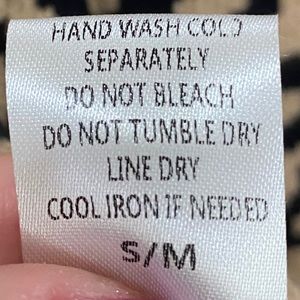 HAND WASH COLD
SEPARATELY
DO NOT BLEACH
DO NOT TUMBLE DRY
LINE DRY
COOL IRON IF NEEDED
S/M